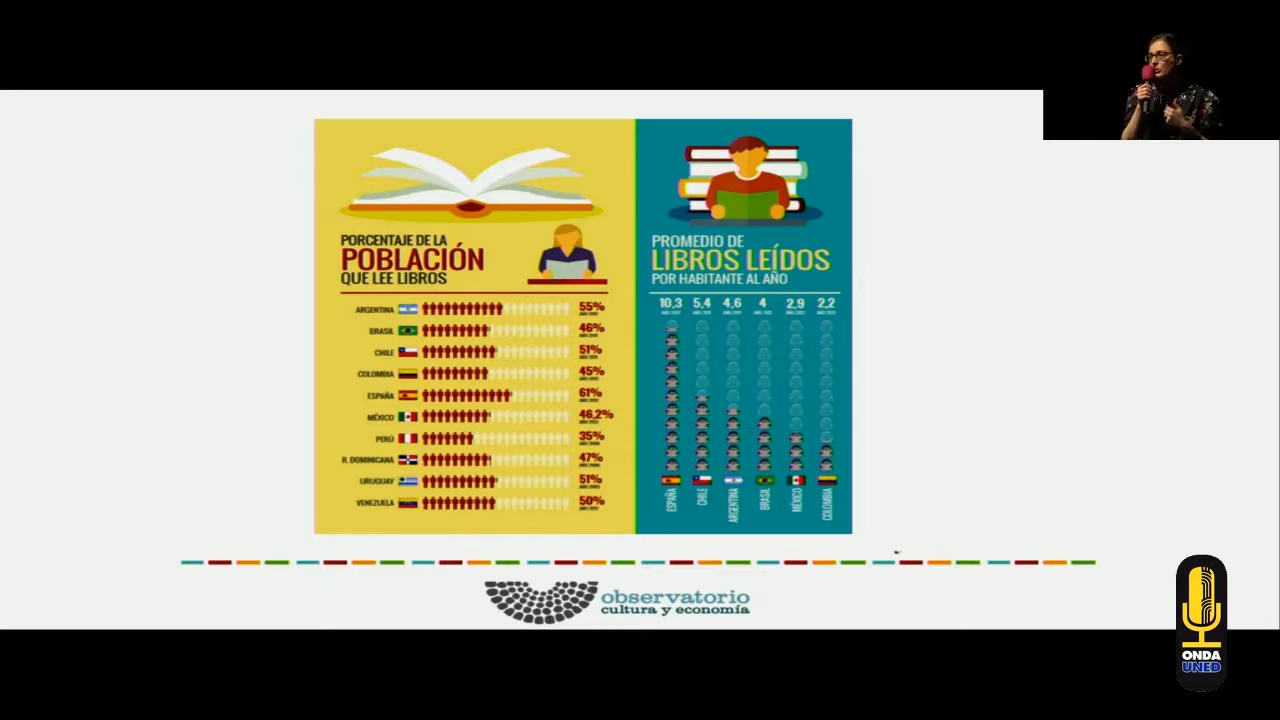 PORCENTAJE DE LA
POBLACIÓN
QUE LEE LIBROS
ARGENTINA 55%
BRASIL 46%
CHILE 51%
COLOMBIA 45%
ESPAÑA 61%
MÉXICO 46,2%
PERÚ 35%
R. DOMINICANA 47%
URUGUAY 51%
VENEZUELA 50%
PROMEDIO DE
LIBROS LEÍDOS
POR HABITANTE AL AÑO
10,3 5,4 4,6 4 2,9 2,2
ESPAÑA CHILE ARGENTINA BRASIL MÉXICO COLOMBIA
observatorio
cultura y economía
ONDA
UNED